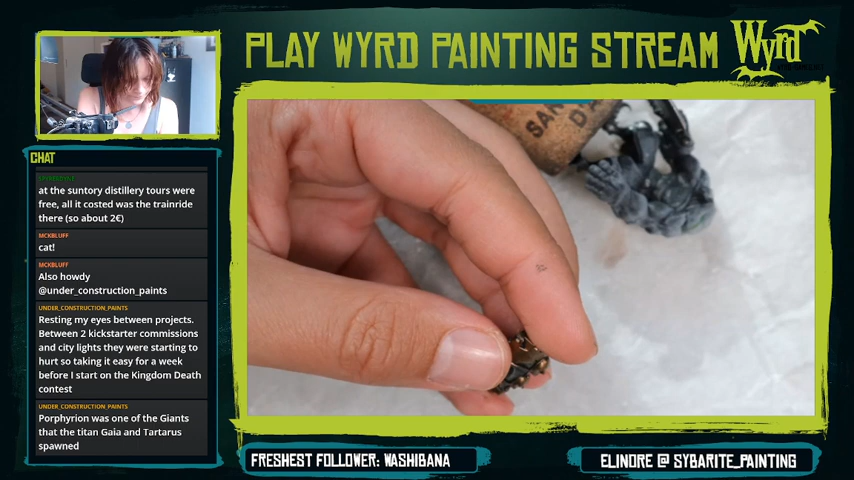 PLAY WYRD PAINTING STREAM
Wyrd
CHAT
at the suntory distillery tours were
free, all it costed was the trainride
there (so about 2€)
MCKBLUFF
cat!
MCKBLUFF
Also howdy
@under_construction_paints
UNDER_CONSTRUCTION_PAINTS
Resting my eyes between projects.
Between 2 kickstarter commissions
and city lights they were starting to
hurt so taking it easy for a week
before I start on the Kingdom Death
contest
UNDER_CONSTRUCTION_PAINTS
Porphyrion was one of the Giants
that the titan Gaia and Tartarus
spawned
FRESHEST FOLLOWER: WASHIBANA
ELINORE @ SYBARITE_PAINTING